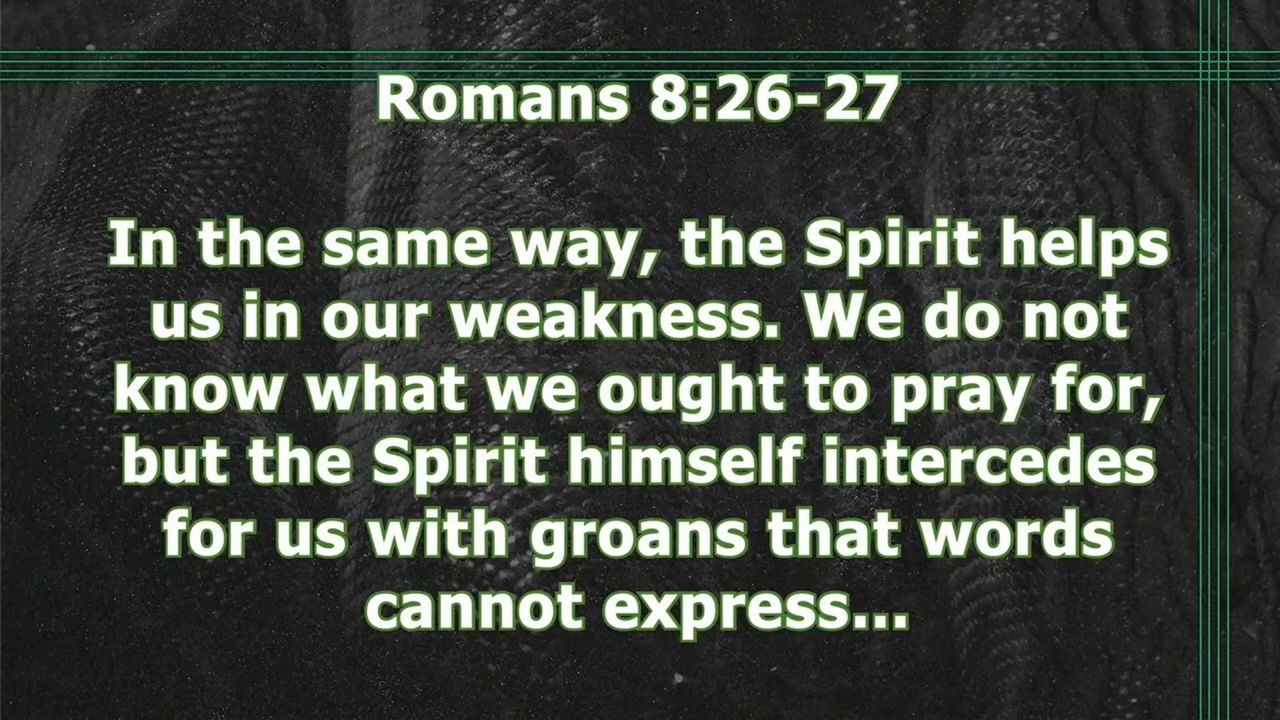 Romans 8:26-27
In the same way, the Spirit helps
us in our weakness. We do not
know what we ought to pray for,
but the Spirit himself intercedes
for us with groans that words
cannot express...